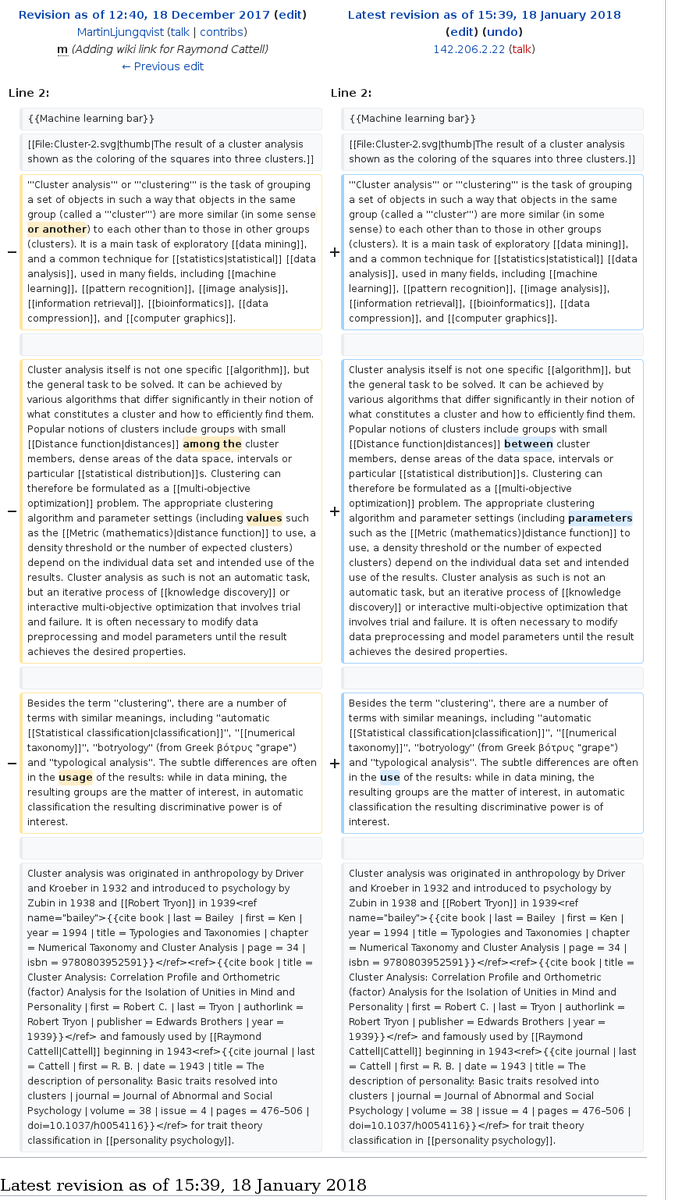 Revision as of 12:40, 18 December 2017 (edit)
MartinLjungqvist (talk | contribs)
m (Adding wiki link for Raymond Cattell)
← Previous edit
Latest revision as of 15:39, 18 January 2018
(edit) (undo)
142.206.2.22 (talk)
Line 2:
Line 2:
{{Machine learning bar}}
{{Machine learning bar}}
[[File:Cluster-2.svg|thumb|The result of a cluster analysis
shown as the coloring of the squares into three clusters.]]
[[File:Cluster-2.svg|thumb|The result of a cluster analysis
shown as the coloring of the squares into three clusters.]]
−
'''Cluster analysis''' or '''clustering''' is the task of grouping
a set of objects in such a way that objects in the same
group (called a '''cluster''') are more similar (in some sense
or another) to each other than to those in other groups
(clusters). It is a main task of exploratory [[data mining]],
and a common technique for [[statistics|statistical]] [[data
analysis]], used in many fields, including [[machine
learning]], [[pattern recognition]], [[image analysis]],
[[information retrieval]], [[bioinformatics]], [[data
compression]], and [[computer graphics]].
+
'''Cluster analysis''' or '''clustering''' is the task of grouping
a set of objects in such a way that objects in the same
group (called a '''cluster''') are more similar (in some
sense) to each other than to those in other groups
(clusters). It is a main task of exploratory [[data mining]],
and a common technique for [[statistics|statistical]] [[data
analysis]], used in many fields, including [[machine
learning]], [[pattern recognition]], [[image analysis]],
[[information retrieval]], [[bioinformatics]], [[data
compression]], and [[computer graphics]].
−
Cluster analysis itself is not one specific [[algorithm]], but
the general task to be solved. It can be achieved by
various algorithms that differ significantly in their notion of
what constitutes a cluster and how to efficiently find them.
Popular notions of clusters include groups with small
[[Distance function|distances]] among the cluster
members, dense areas of the data space, intervals or
particular [[statistical distribution]]s. Clustering can
therefore be formulated as a [[multi-objective
optimization]] problem. The appropriate clustering
algorithm and parameter settings (including values such
as the [[Metric (mathematics)|distance function]] to use, a
density threshold or the number of expected clusters)
depend on the individual data set and intended use of the
results. Cluster analysis as such is not an automatic task,
but an iterative process of [[knowledge discovery]] or
interactive multi-objective optimization that involves trial
and failure. It is often necessary to modify data
preprocessing and model parameters until the result
achieves the desired properties.
+
Cluster analysis itself is not one specific [[algorithm]], but
the general task to be solved. It can be achieved by
various algorithms that differ significantly in their notion of
what constitutes a cluster and how to efficiently find them.
Popular notions of clusters include groups with small
[[Distance function|distances]] between cluster
members, dense areas of the data space, intervals or
particular [[statistical distribution]]s. Clustering can
therefore be formulated as a [[multi-objective
optimization]] problem. The appropriate clustering
algorithm and parameter settings (including parameters
such as the [[Metric (mathematics)|distance function]] to
use, a density threshold or the number of expected
clusters) depend on the individual data set and intended
use of the results. Cluster analysis as such is not an
automatic task, but an iterative process of [[knowledge
discovery]] or interactive multi-objective optimization that
involves trial and failure. It is often necessary to modify
data preprocessing and model parameters until the result
achieves the desired properties.
−
Besides the term ''clustering'', there are a number of
terms with similar meanings, including ''automatic
[[Statistical classification|classification]]'', ''[[numerical
taxonomy]]'', ''botryology'' (from Greek βότρυς "grape")
and ''typological analysis''. The subtle differences are often
in the usage of the results: while in data mining, the
resulting groups are the matter of interest, in automatic
classification the resulting discriminative power is of
interest.
+
Besides the term ''clustering'', there are a number of
terms with similar meanings, including ''automatic
[[Statistical classification|classification]]'', ''[[numerical
taxonomy]]'', ''botryology'' (from Greek βότρυς "grape")
and ''typological analysis''. The subtle differences are often
in the use of the results: while in data mining, the
resulting groups are the matter of interest, in automatic
classification the resulting discriminative power is of
interest.
Cluster analysis was originated in anthropology by Driver
and Kroeber in 1932 and introduced to psychology by
Zubin in 1938 and [[Robert Tryon]] in 1939<ref
name="bailey">{{cite book | last = Bailey | first = Ken |
year = 1994 | title = Typologies and Taxonomies | chapter
= Numerical Taxonomy and Cluster Analysis | page = 34 |
isbn = 9780803952591}}</ref><ref>{{cite book | title =
Cluster Analysis: Correlation Profile and Orthometric
(factor) Analysis for the Isolation of Unities in Mind and
Personality | first = Robert C. | last = Tryon | authorlink =
Robert Tryon | publisher = Edwards Brothers | year =
1939}}</ref> and famously used by [[Raymond
Cattell|Cattell]] beginning in 1943<ref>{{cite journal | last
= Cattell | first = R. B. | date = 1943 | title = The
description of personality: Basic traits resolved into
clusters | journal = Journal of Abnormal and Social
Psychology | volume = 38 | issue = 4 | pages = 476–506 |
doi=10.1037/h0054116}}</ref> for trait theory
classification in [[personality psychology]].
Cluster analysis was originated in anthropology by Driver
and Kroeber in 1932 and introduced to psychology by
Zubin in 1938 and [[Robert Tryon]] in 1939<ref
name="bailey">{{cite book | last = Bailey | first = Ken |
year = 1994 | title = Typologies and Taxonomies | chapter
= Numerical Taxonomy and Cluster Analysis | page = 34 |
isbn = 9780803952591}}</ref><ref>{{cite book | title =
Cluster Analysis: Correlation Profile and Orthometric
(factor) Analysis for the Isolation of Unities in Mind and
Personality | first = Robert C. | last = Tryon | authorlink =
Robert Tryon | publisher = Edwards Brothers | year =
1939}}</ref> and famously used by [[Raymond
Cattell|Cattell]] beginning in 1943<ref>{{cite journal | last
= Cattell | first = R. B. | date = 1943 | title = The
description of personality: Basic traits resolved into
clusters | journal = Journal of Abnormal and Social
Psychology | volume = 38 | issue = 4 | pages = 476–506 |
doi=10.1037/h0054116}}</ref> for trait theory
classification in [[personality psychology]].
Latest revision as of 15:39, 18 January 2018